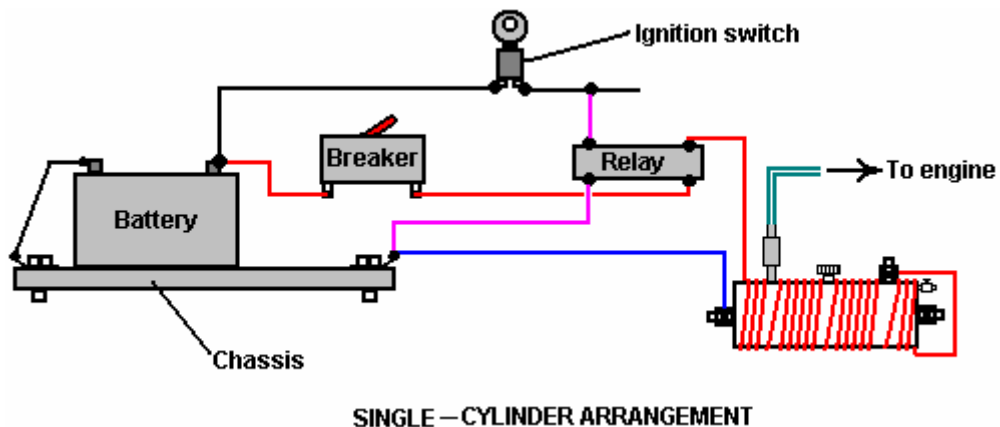 Ignition switch
Breaker
Relay
To engine
Battery
Chassis
SINGLE – CYLINDER ARRANGEMENT